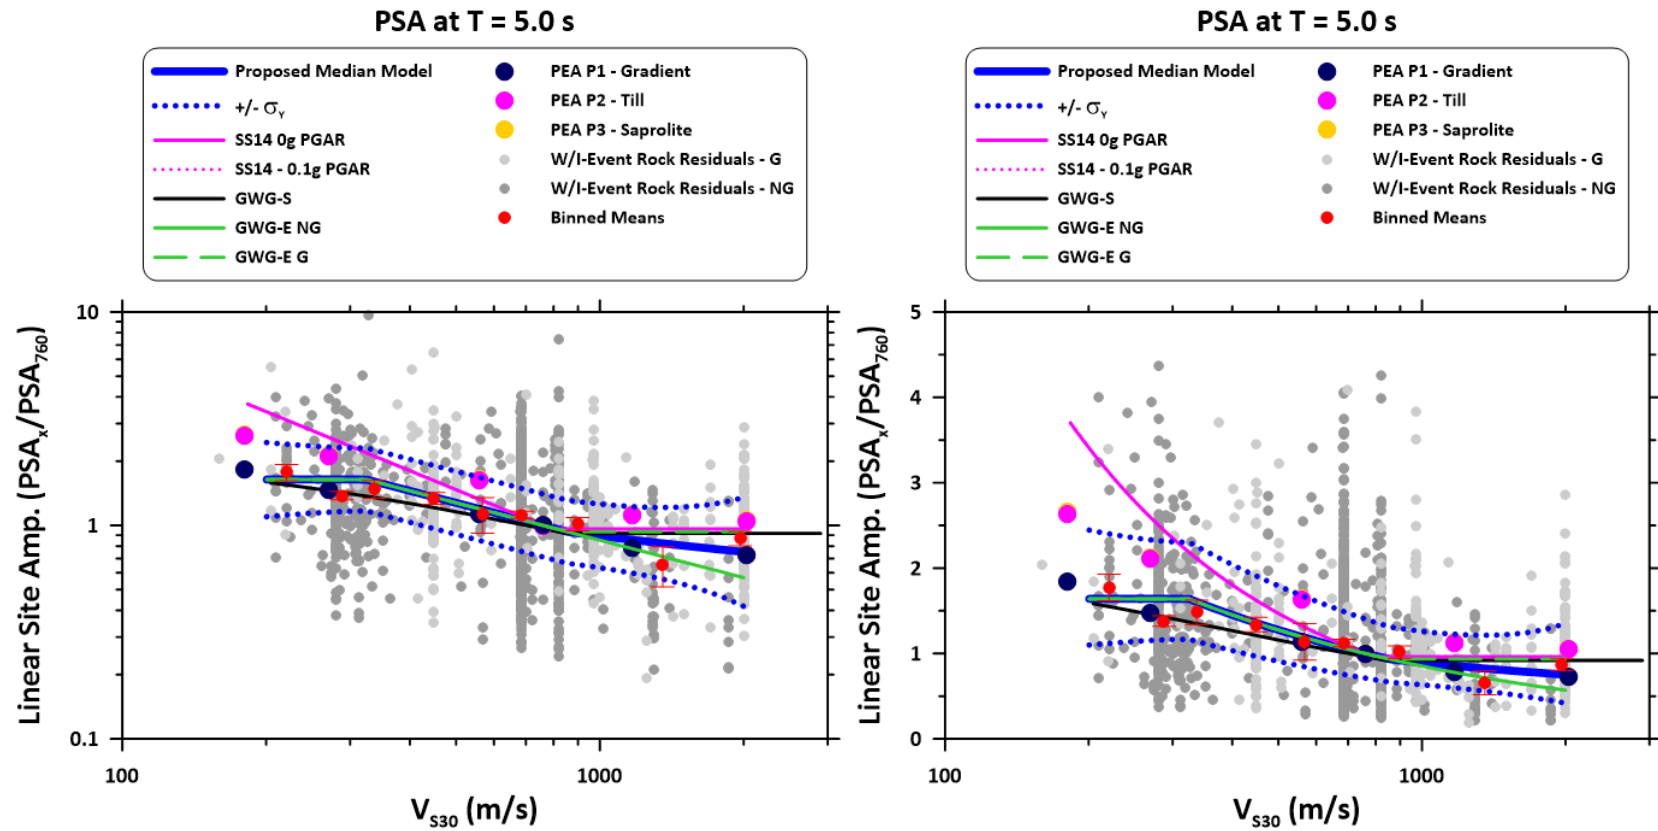 PSA at T = 5.0 s
Proposed Median Model
+/- σY
SS14 0g PGAR
SS14 - 0.1g PGAR
GWG-S
GWG-E NG
GWG-E G
PEA P1 - Gradient
PEA P2 - Till
PEA P3 - Saprolite
W/I-Event Rock Residuals - G
W/I-Event Rock Residuals - NG
Binned Means
Linear Site Amp. (PSAx/PSA760)
10
1
0.1
100
1000
VS30 (m/s)
PSA at T = 5.0 s
Proposed Median Model
+/- σY
SS14 0g PGAR
SS14 - 0.1g PGAR
GWG-S
GWG-E NG
GWG-E G
PEA P1 - Gradient
PEA P2 - Till
PEA P3 - Saprolite
W/I-Event Rock Residuals - G
W/I-Event Rock Residuals - NG
Binned Means
Linear Site Amp. (PSAx/PSA760)
5
4
3
2
1
0
100
1000
VS30 (m/s)